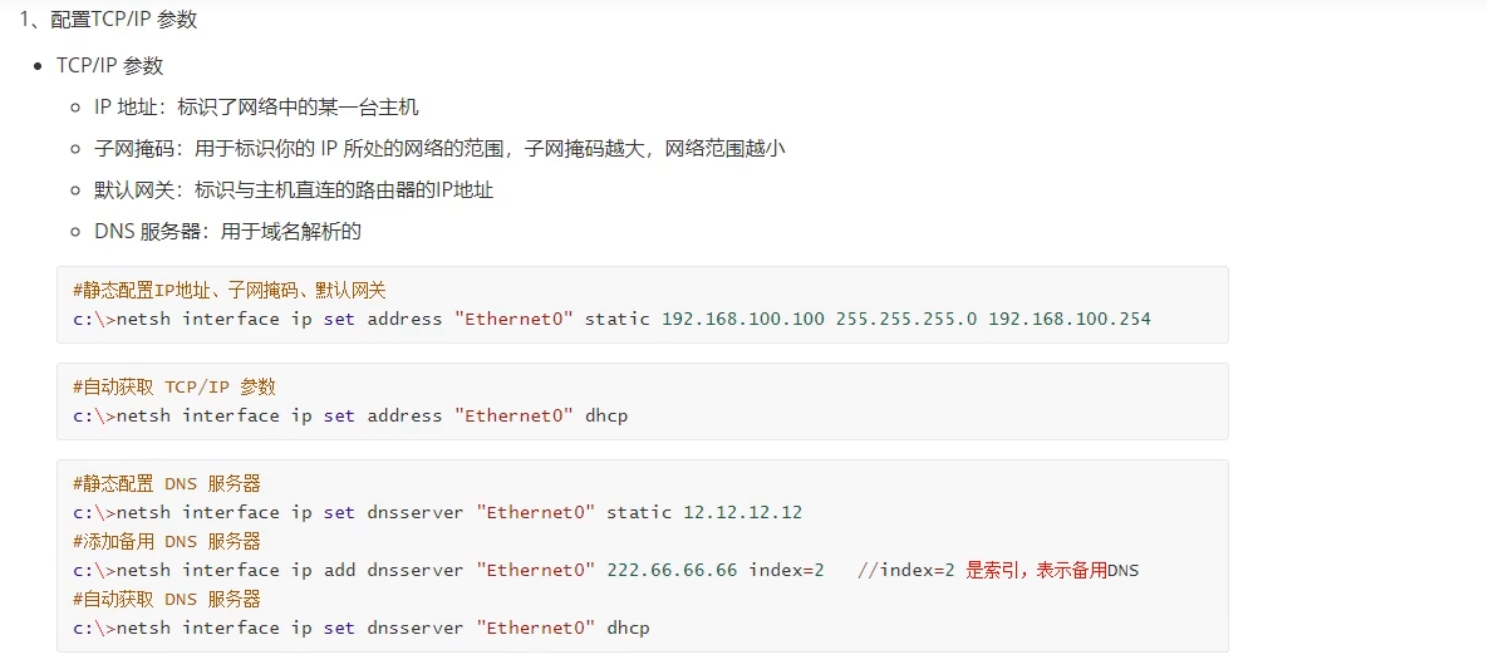 1、配置TCP/IP 参数
TCP/IP 参数
IP 地址：标识了网络中的某一台主机
子网掩码：用于标识你的 IP 所处的网络的范围，子网掩码越大，网络范围越小
默认网关：标识与主机直连的路由器的IP地址
DNS 服务器：用于域名解析的
#静态配置IP地址、子网掩码、默认网关
c:\>netsh interface ip set address "Ethernet0" static 192.168.100.100 255.255.255.0 192.168.100.254
#自动获取 TCP/IP 参数
c:\>netsh interface ip set address "Ethernet0" dhcp
#静态配置 DNS 服务器
c:\>netsh interface ip set dnsserver "Ethernet0" static 12.12.12.12
#添加备用 DNS 服务器
c:\>netsh interface ip add dnsserver "Ethernet0" 222.66.66.66 index=2   //index=2 是索引，表示备用DNS
#自动获取 DNS 服务器
c:\>netsh interface ip set dnsserver "Ethernet0" dhcp